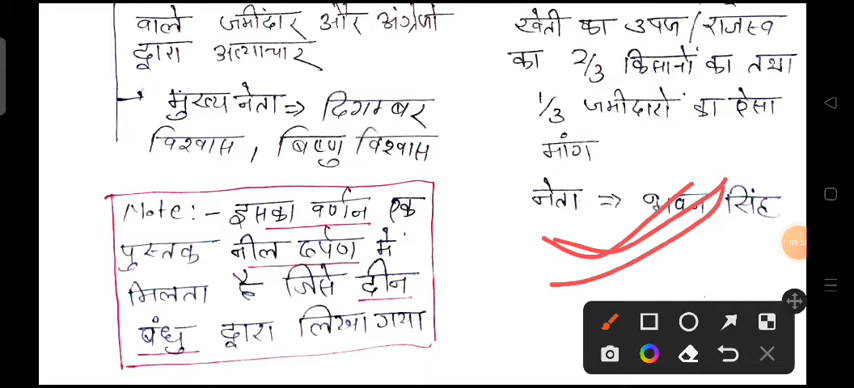 वाले जमींदार और अंग्रेजो
द्वारा अत्याचार
मुख्य नेता ⇒ दिगम्बर
विश्वास, बिष्णु विश्वास
Note:- इसका वर्णन एक
पुस्तक नील दर्पण में
मिलता है जिसे दीन
बंधु द्वारा लिखा गया
खेती का उपज/राजस्व
का 2/3 किसानों का तथा
1/3 जमीदारों का ऐसा
मांग
नेता ⇒ सिंह